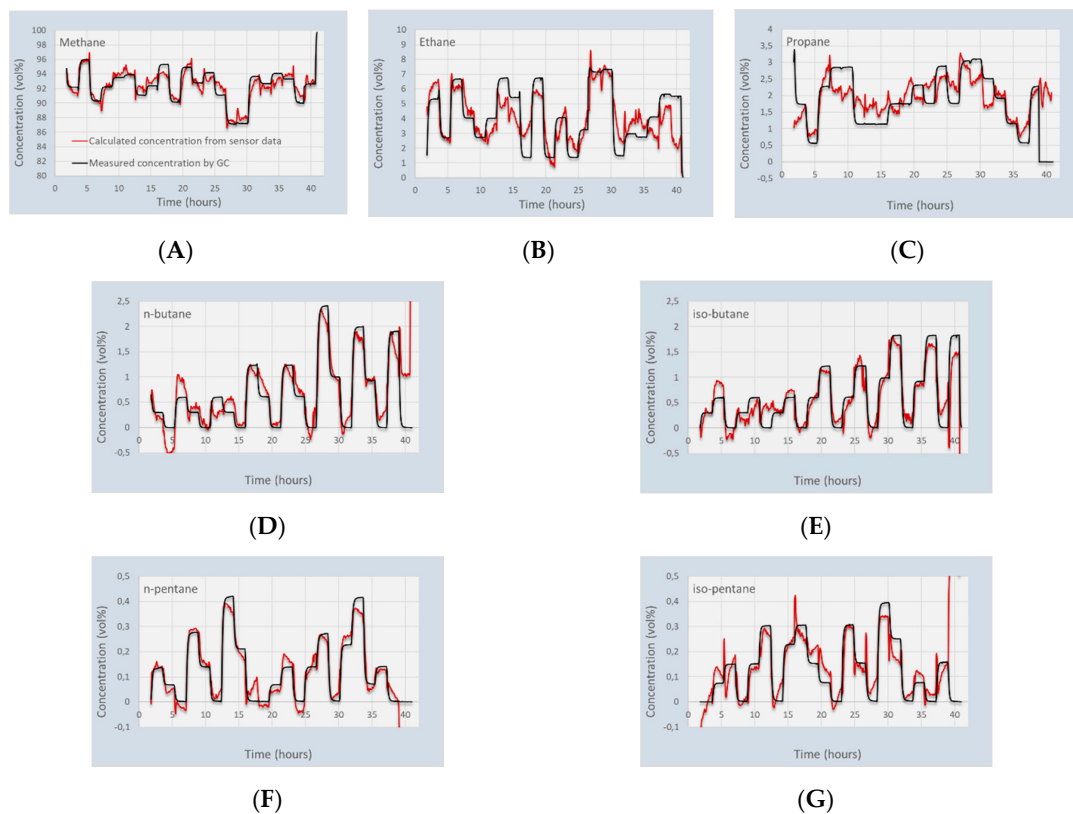 Methane
Concentration (vol%)
100
98
96
94
92
90
88
86
84
82
80
Calculated concentration from sensor data
Measured concentration by GC
0 5 10 15 20 25 30 35 40
Time (hours)
(A)
Ethane
Concentration (vol%)
10
9
8
7
6
5
4
3
2
1
0
0 5 10 15 20 25 30 35 40
Time (hours)
(B)
Propane
Concentration (vol%)
4
3,5
3
2,5
2
1,5
1
0,5
0
-0,5
0 5 10 15 20 25 30 35 40
Time (hours)
(C)
n-butane
Concentration (vol%)
2,5
2
1,5
1
0,5
0
-0,5
0 5 10 15 20 25 30 35 40
Time (hours)
(D)
iso-butane
Concentration (vol%)
2,5
2
1,5
1
0,5
0
-0,5
0 5 10 15 20 25 30 35 40
Time (hours)
(E)
n-pentane
Concentration (vol%)
0,5
0,4
0,3
0,2
0,1
0
-0,1
0 5 10 15 20 25 30 35 40
Time (hours)
(F)
iso-pentane
Concentration (vol%)
0,5
0,4
0,3
0,2
0,1
0
-0,1
0 5 10 15 20 25 30 35 40
Time (hours)
(G)